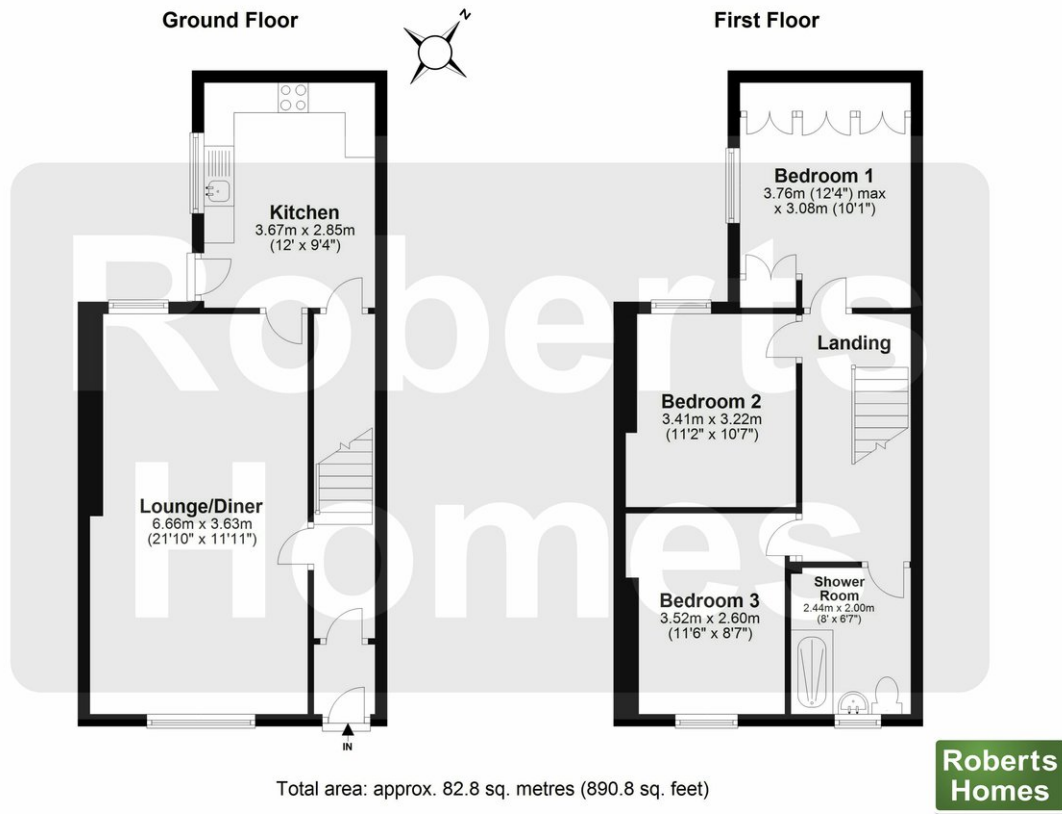 Ground Floor
First Floor
N
Kitchen
3.67m x 2.85m
(12' x 9'4")
Lounge/Diner
6.66m x 3.63m
(21'10" x 11'11")
IN
Bedroom 1
3.76m (12'4") max
x 3.08m (10'1")
Landing
Bedroom 2
3.41m x 3.22m
(11'2" x 10'7")
Bedroom 3
3.52m x 2.60m
(11'6" x 8'7")
Shower
Room
2.44m x 2.00m
(8' x 6'7")
Roberts
Homes
Total area: approx. 82.8 sq. metres (890.8 sq. feet)
Roberts
Homes